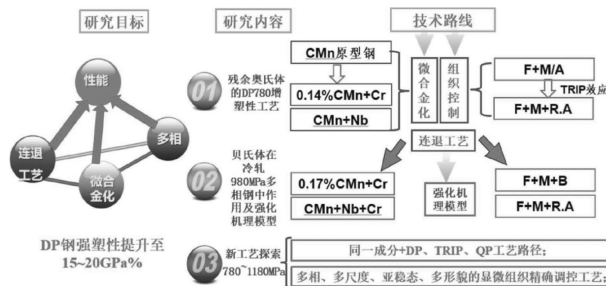 研究目标
研究内容
技术路线
性能
多相
连退
工艺
微合
金化
DP钢强塑性提升至
15~20GPa%
01
残余奥氏体
的DP780增
塑性工艺
02
贝氏体在
冷轧
980MPa多
相钢中作
用及强化
机理模型
03
新工艺探索
780~1180MPa
CMn原型钢
0.14%CMn+Cr
CMn+Nb
微合金化
组织控制
F+M/A
TRIP效应
F+M+R.A
连退工艺
0.17%CMn+Cr
CMn+Nb+Cr
强化机
理模型
F+M+B
F+M+R.A
同一成分+DP、TRIP、QP工艺路径;
多相、多尺度、亚稳态、多形貌的显微组织精确调控工艺;